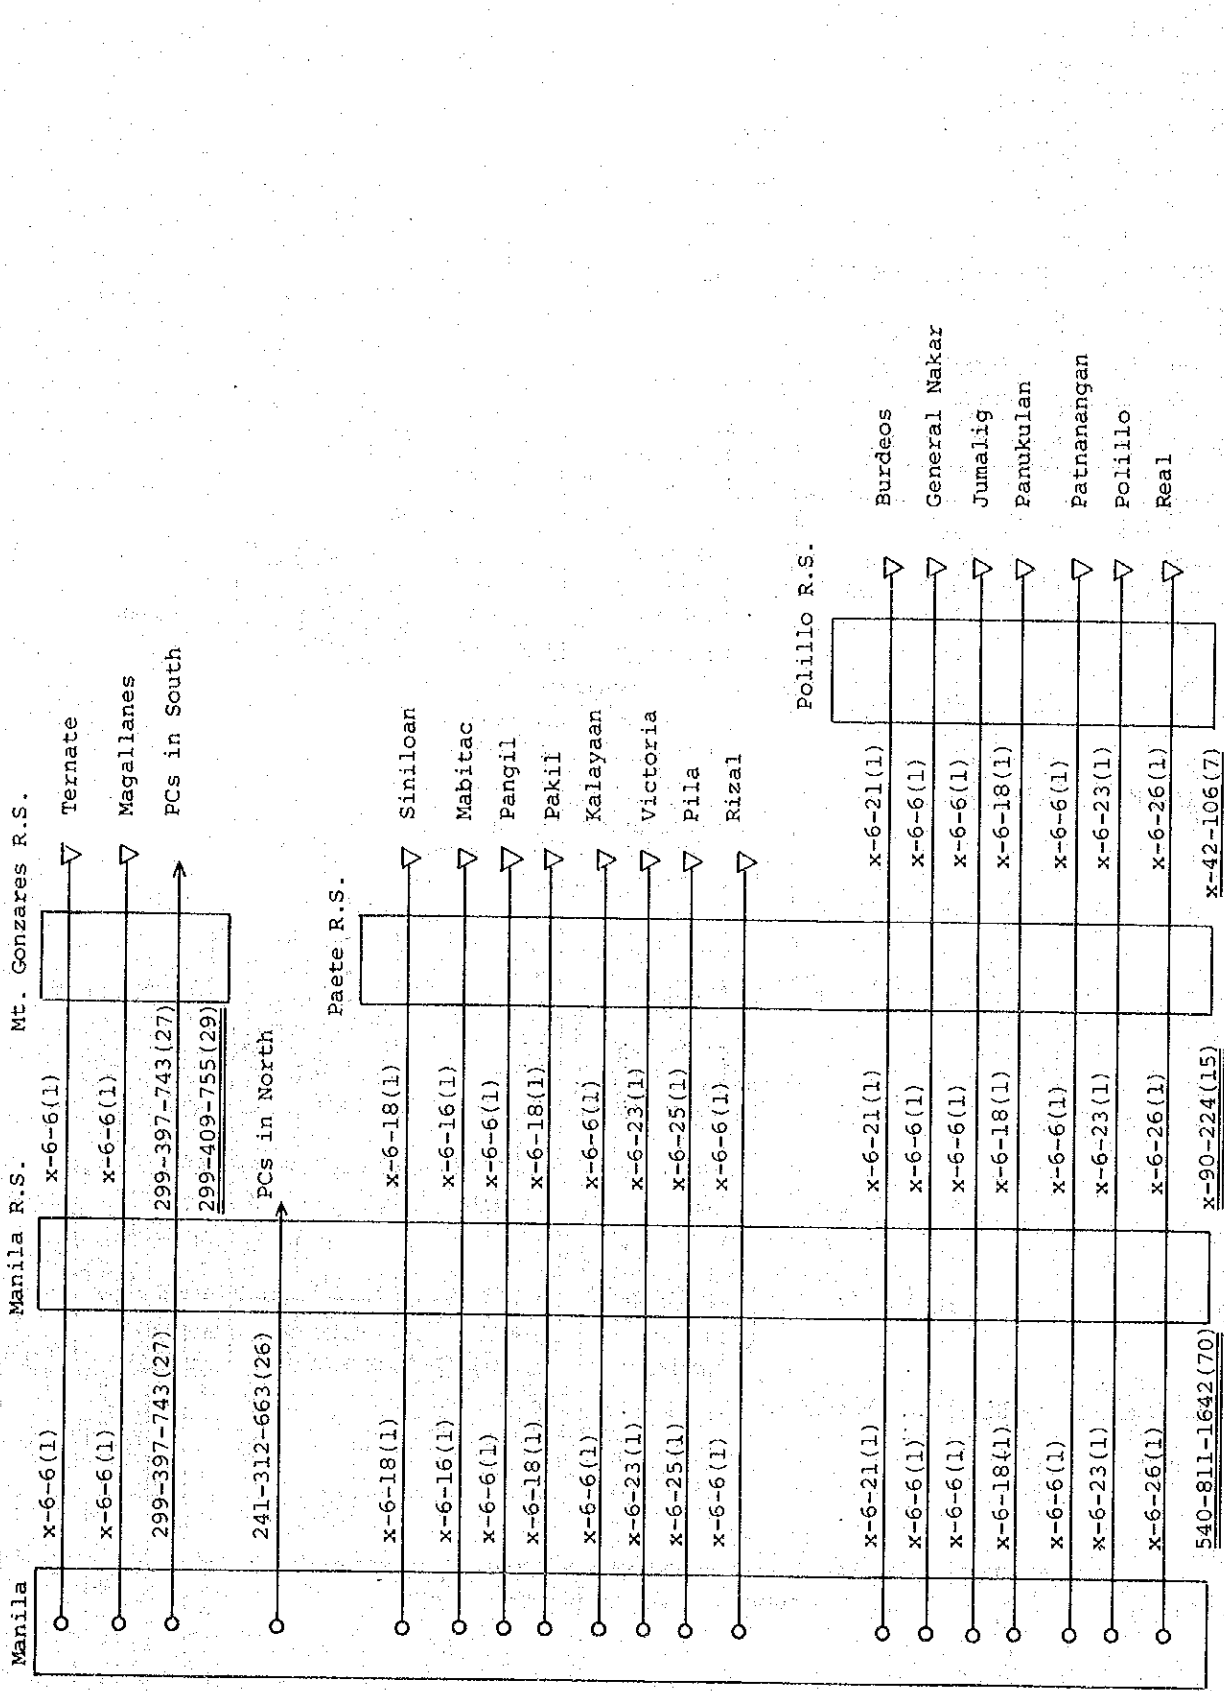 Manila Manila R.S. Mt. Gonzares R.S.
x-6-6(1) x-6-6(1) Ternate
x-6-6(1) x-6-6(1) Magallanes
299-397-743(27) 299-397-743(27) PCs in South
299-409-755(29)
241-312-663(26) PCs in North
Paete R.S.
x-6-18(1) x-6-18(1) Siniloan
x-6-16(1) x-6-16(1) Mabitac
x-6-6(1) x-6-6(1) Pangil
x-6-18(1) x-6-18(1) Pakil
x-6-6(1) x-6-6(1) Kalayaan
x-6-23(1) x-6-23(1) Victoria
x-6-25(1) x-6-25(1) Pila
x-6-6(1) x-6-6(1) Rizal
Polillo R.S.
x-6-21(1) x-6-21(1) x-6-21(1) Burdeos
x-6-6(1) x-6-6(1) x-6-6(1) General Nakar
x-6-6(1) x-6-6(1) x-6-6(1) Jumalig
x-6-18(1) x-6-18(1) x-6-18(1) Panukulan
x-6-6(1) x-6-6(1) x-6-6(1) Patnanangan
x-6-23(1) x-6-23(1) x-6-23(1) Polillo
x-6-26(1) x-6-26(1) x-6-26(1) Real
540-811-1642(70) x-90-224(15) x-42-106(7)